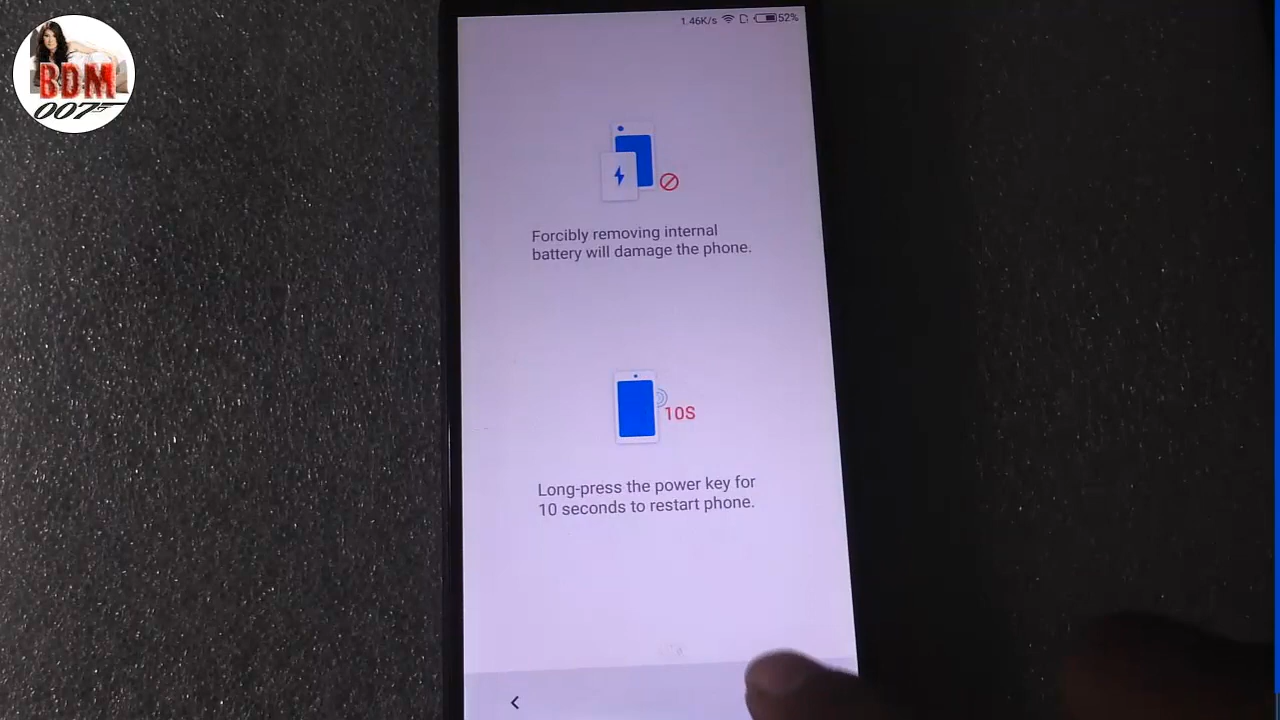 BDM
007
1.46K/s 52%
Forcibly removing internal
battery will damage the phone.
10S
Long-press the power key for
10 seconds to restart phone.